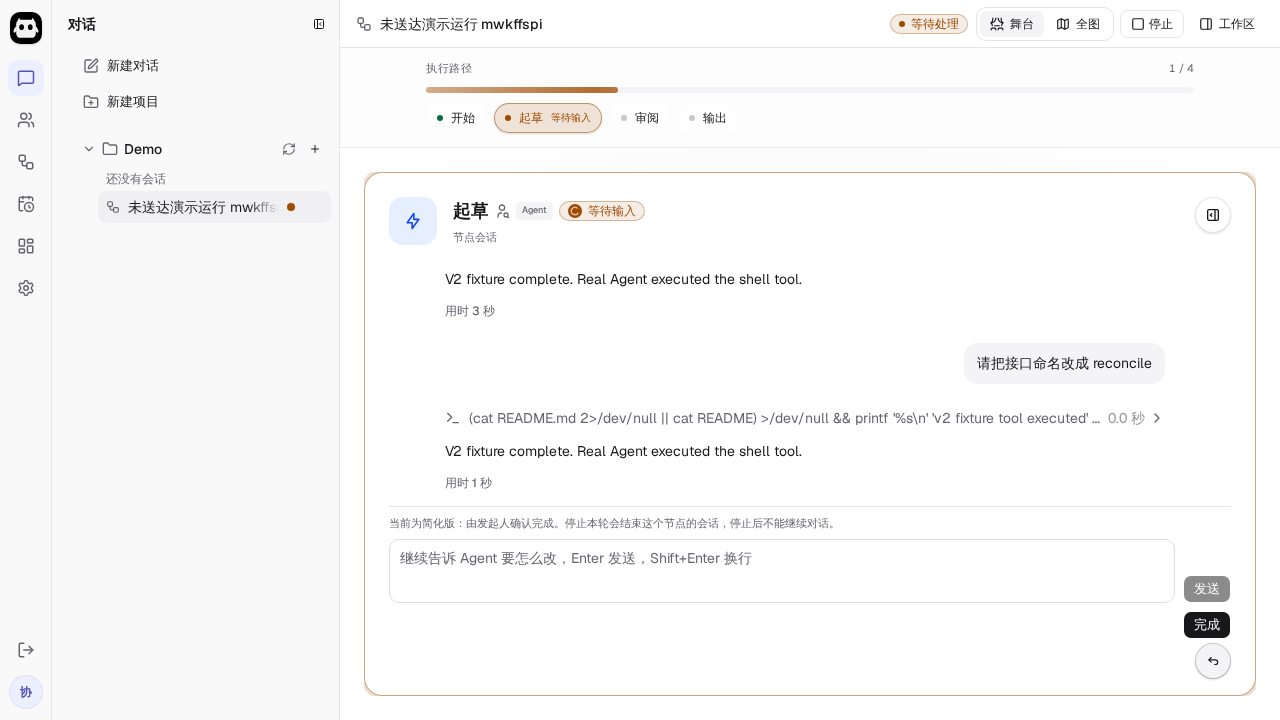 对话
新建对话
新建项目
Demo
还没有会话
未送达演示运行 mwkffs
协
未送达演示运行 mwkffspi
等待处理
舞台
全图
停止
工作区
执行路径
1 / 4
开始
起草 等待输入
审阅
输出
起草 Agent 等待输入
节点会话
V2 fixture complete. Real Agent executed the shell tool.
用时 3 秒
请把接口命名改成 reconcile
(cat README.md 2>/dev/null || cat README) >/dev/null && printf '%s\n' 'v2 fixture tool executed' ... 0.0 秒
V2 fixture complete. Real Agent executed the shell tool.
用时 1 秒
当前为简化版：由发起人确认完成。停止本轮会结束这个节点的会话，停止后不能继续对话。
继续告诉 Agent 要怎么改，Enter 发送，Shift+Enter 换行
发送
完成